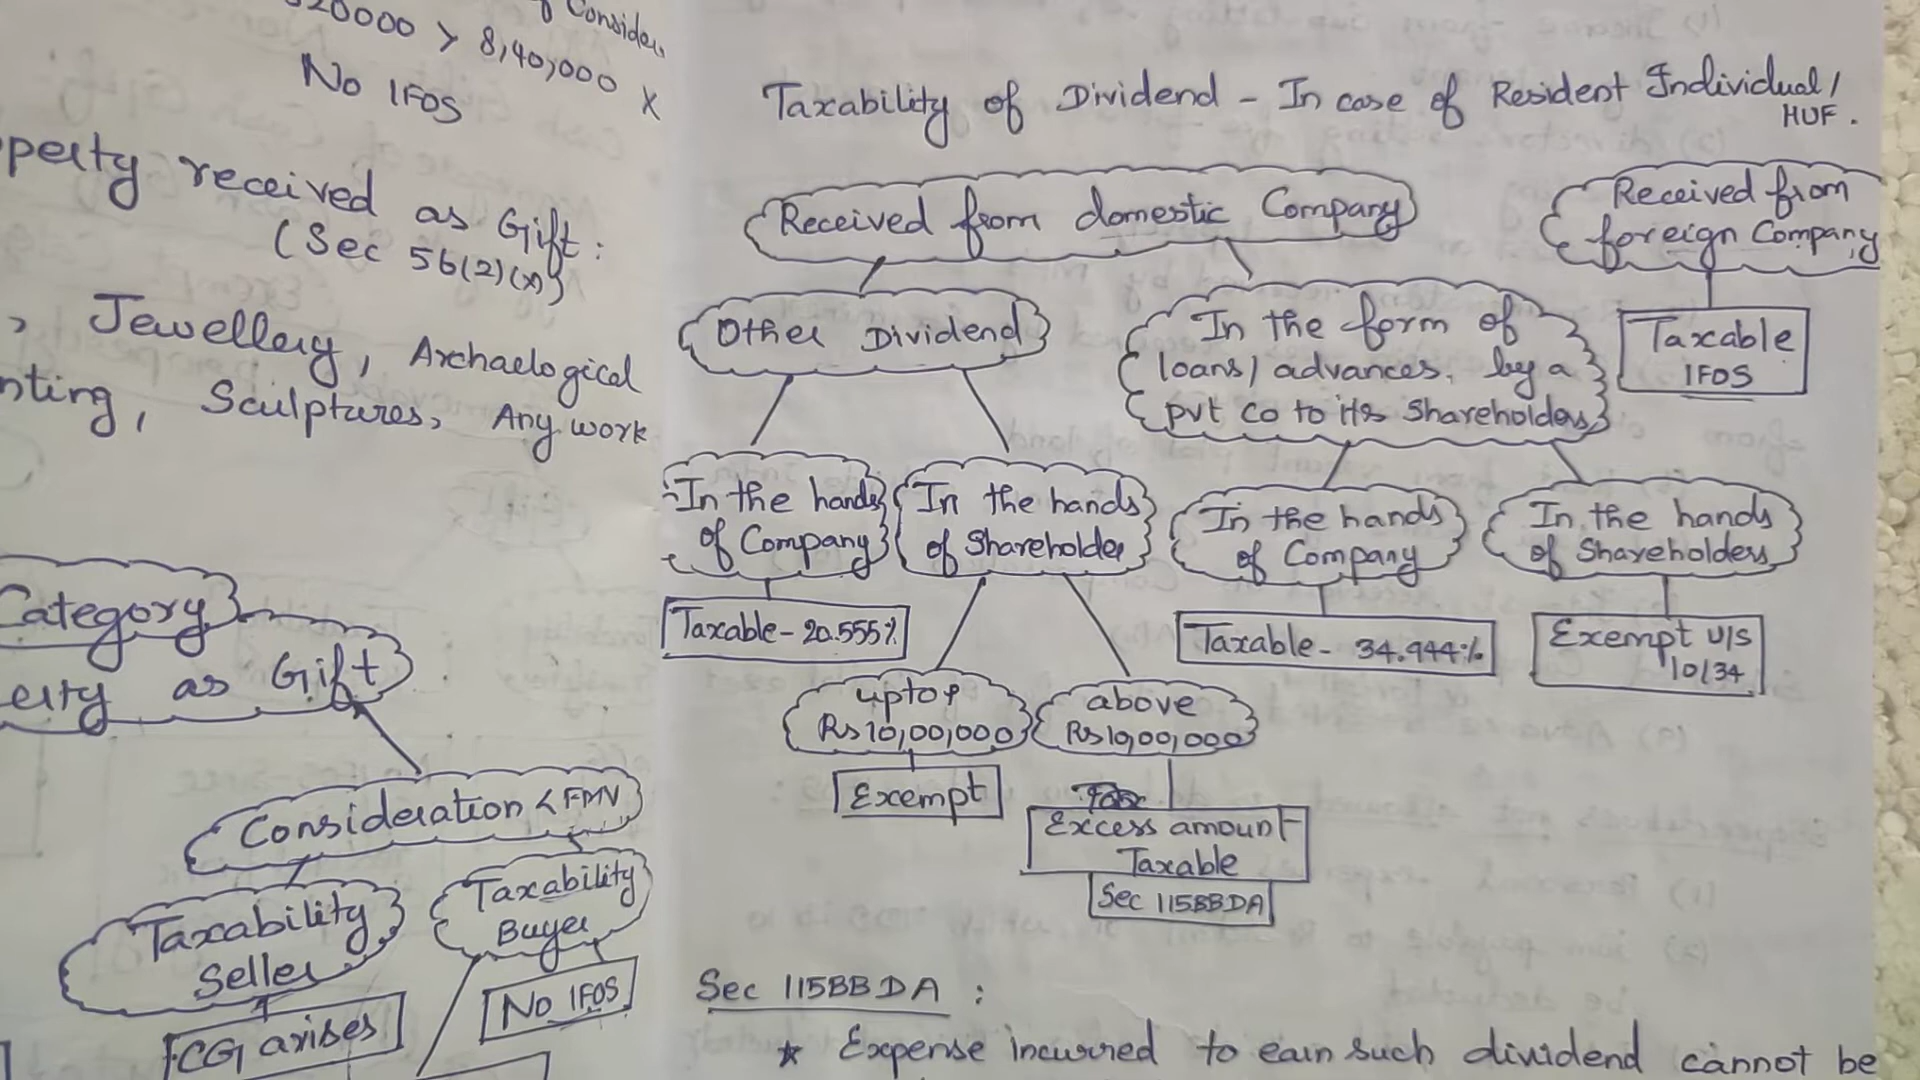 20000 > 8,40,000 X
No IFOS
received as Gift :
(Sec 56(2)(x)
, Jewellery, Archaelogical
, Sculptures, Any work
Category
as Gift
Consideration < FMV
Taxability
Seller
Taxability
Buyer
CG arises
No IFOS
Taxability of Dividend - In case of Resident Individual/
HUF.
Received from domestic Company
Received from
foreign Company
Taxable
IFOS
Other Dividend
In the form of
loans/ advances, by a
pvt co to its shareholders
In the hands
of Company
In the hands
of Shareholder
In the hands
of Company
In the hands
of Shareholders
Taxable - 20.555%
Taxable - 34.944%
Exempt u/s
10(34
upto
Rs 10,00,000
above
Rs 10,00,000
Exempt
Excess amount
Taxable
Sec 115BBDA
Sec 115BBDA :
* Expense incurred to earn such dividend cannot be